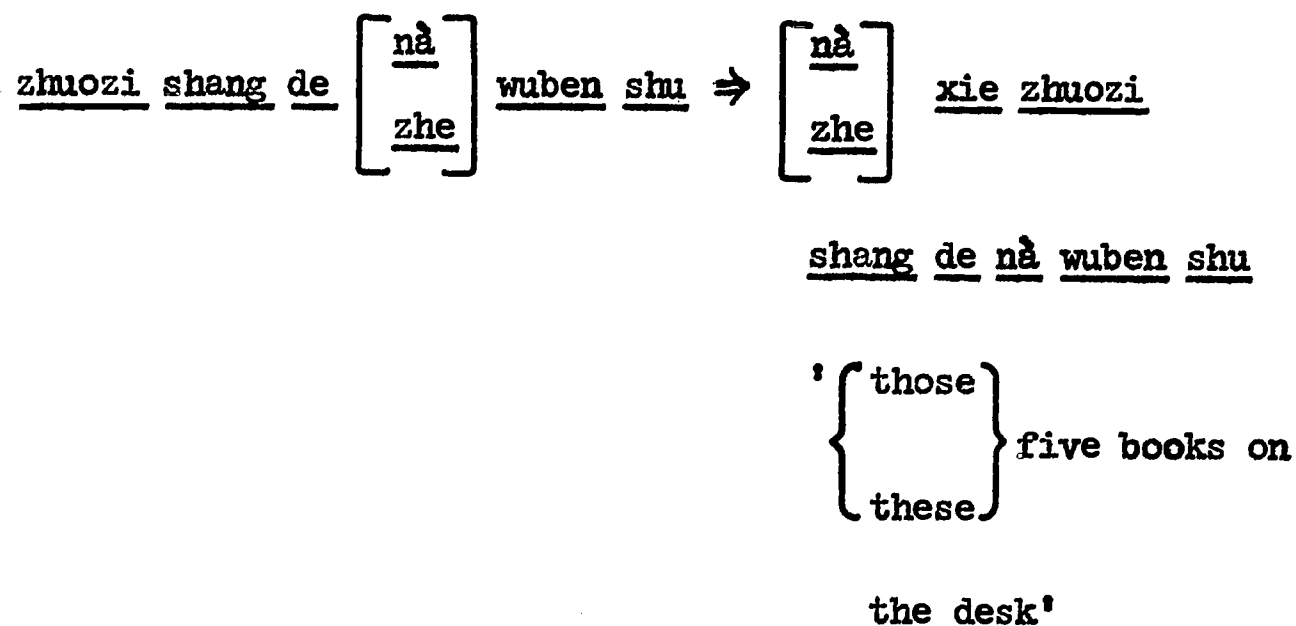 zhuozi shang de [nà / zhe] wuben shu ⇒ [nà / zhe] xie zhuozi
shang de nà wuben shu
'{those / these} five books on
the desk'